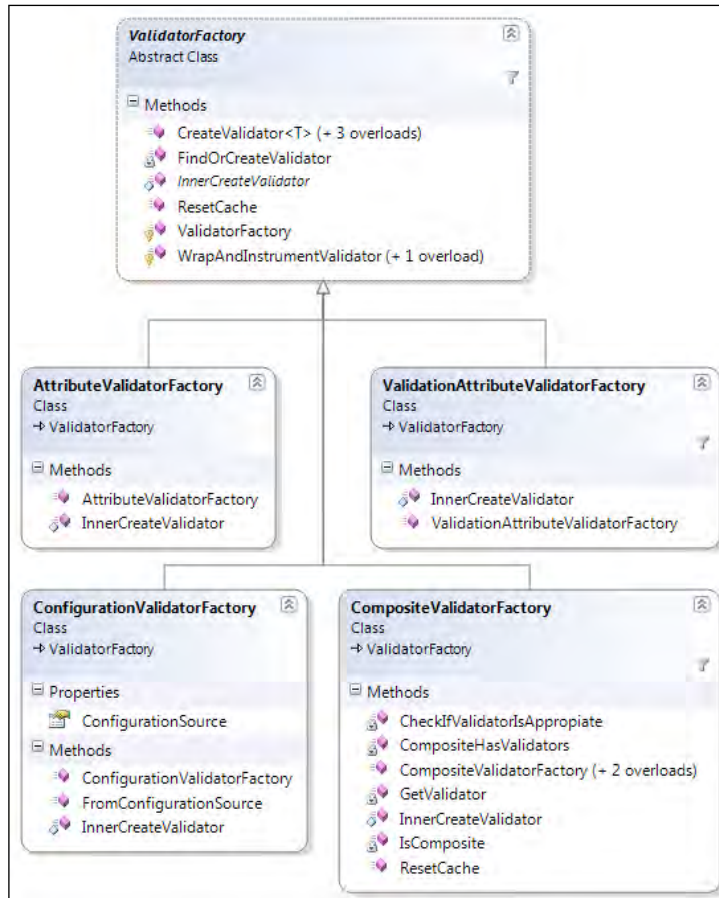 ValidatorFactory
Abstract Class
Methods
CreateValidator<T> (+ 3 overloads)
FindOrCreateValidator
InnerCreateValidator
ResetCache
ValidatorFactory
WrapAndInstrumentValidator (+ 1 overload)
AttributeValidatorFactory
Class
ValidatorFactory
Methods
AttributeValidatorFactory
InnerCreateValidator
ValidationAttributeValidatorFactory
Class
ValidatorFactory
Methods
InnerCreateValidator
ValidationAttributeValidatorFactory
ConfigurationValidatorFactory
Class
ValidatorFactory
Properties
ConfigurationSource
Methods
ConfigurationValidatorFactory
FromConfigurationSource
InnerCreateValidator
CompositeValidatorFactory
Class
ValidatorFactory
Methods
CheckIfValidatorIsAppropiate
CompositeHasValidators
CompositeValidatorFactory (+ 2 overloads)
GetValidator
InnerCreateValidator
IsComposite
ResetCache